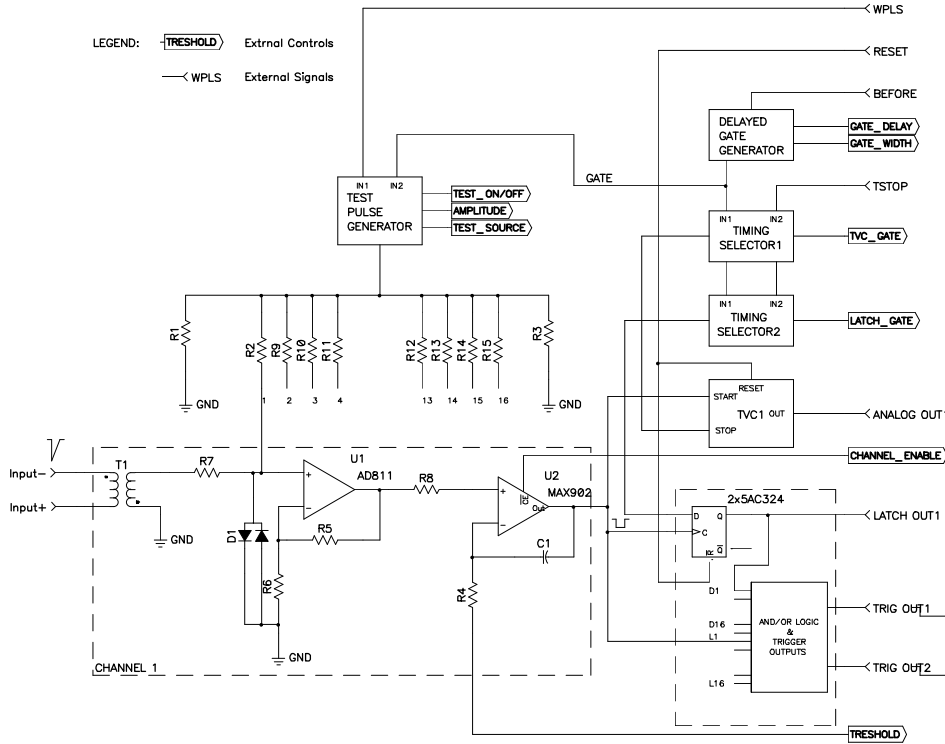 WPLS
LEGEND: TRESHOLD Extrnal Controls
WPLS External Signals
RESET
BEFORE
DELAYED
GATE
GENERATOR
GATE_DELAY
GATE_WIDTH
GATE
TSTOP
IN1 IN2
TEST
PULSE
GENERATOR
TEST_ON/OFF
AMPLITUDE
TEST_SOURCE
IN1 IN2
TIMING
SELECTOR1
TVC_GATE
IN1 IN2
TIMING
SELECTOR2
LATCH_GATE
R1 R2 R9 R10 R11 R12 R13 R14 R15 R3
GND 1 2 3 4 13 14 15 16 GND
RESET
START
TVC1 OUT
STOP
ANALOG OUT1
CHANNEL_ENABLE
Input-
Input+
T1
R7
GND
U1
AD811
R8
U2
MAX902
+
-
+
-
CE
Out
D1
R5
R6
C1
R4
GND
CHANNEL 1
2x5AC324
D Q
C
R Q
LATCH OUT1
D1
D16
L1
L16
AND/OR LOGIC
&
TRIGGER
OUTPUTS
TRIG OUT1
TRIG OUT2
TRESHOLD